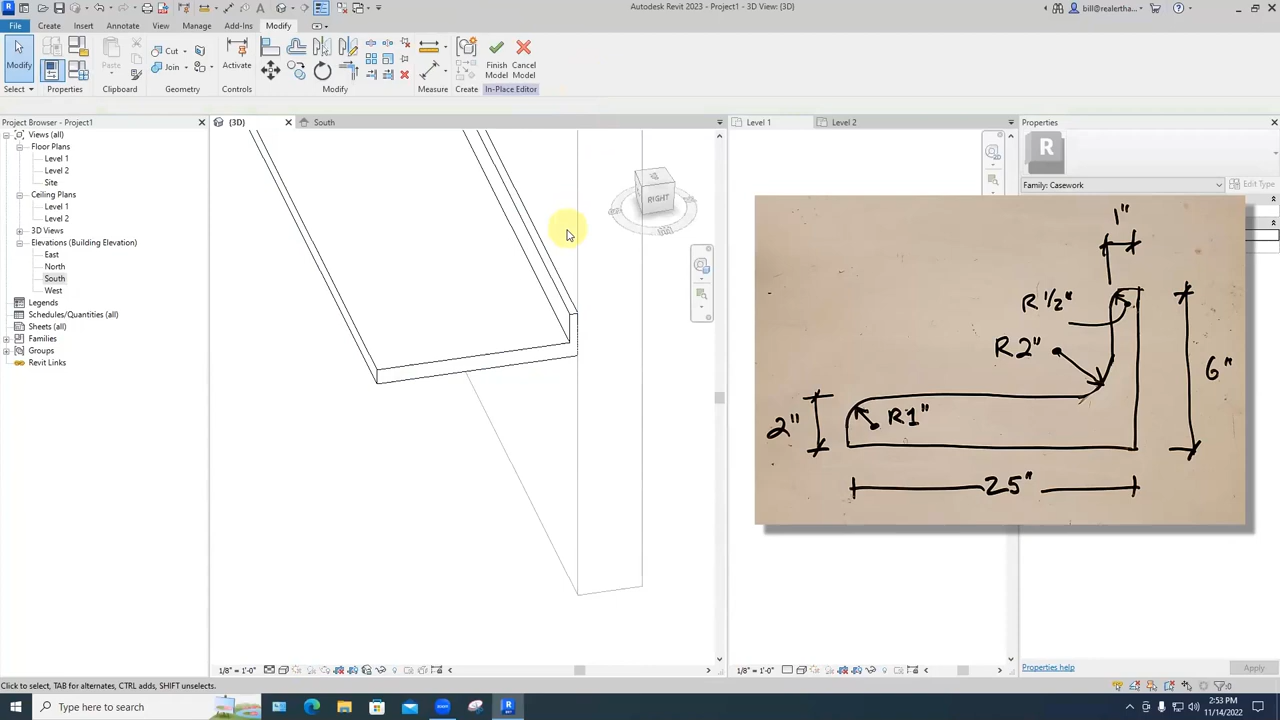 Autodesk Revit 2023 - Project1 - 3D View: {3D}
bill@realertha...
File Create Insert Annotate View Manage Add-Ins Modify
Modify
Paste
Cut
Join
Activate
Finish Model
Cancel Model
Select Properties Clipboard Geometry Controls Modify Measure Create In-Place Editor
Project Browser - Project1
Views (all)
Floor Plans
Level 1
Level 2
Site
Ceiling Plans
Level 1
Level 2
3D Views
Elevations (Building Elevation)
East
North
South
West
Legends
Schedules/Quantities (all)
Sheets (all)
Families
Groups
Revit Links
{3D}
South
Level 1
Level 2
RIGHT
Properties
R
Family: Casework
Edit Type
1"
R 1/2"
R 2"
6"
R1"
2"
25"
1/8" = 1'-0"
1/8" = 1'-0"
Properties help
Apply
Click to select, TAB for alternates, CTRL adds, SHIFT unselects.
:0
Type here to search
2:53 PM
11/14/2022